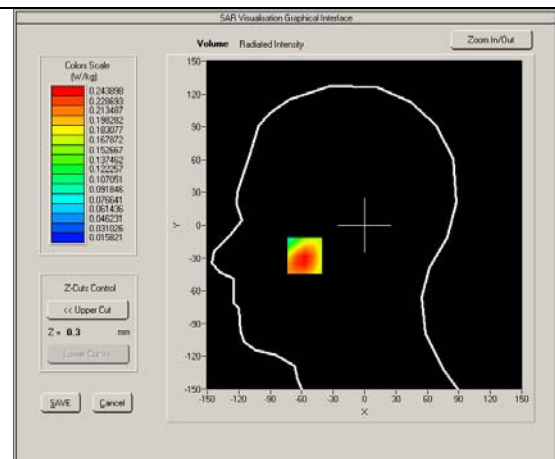 SAR Visualisation Graphical Interface
Volume Radiated Intensity
Zoom In/Out
Colors Scale
(W/kg)
0.243898
0.228693
0.213487
0.198282
0.183077
0.167872
0.152667
0.137462
0.122257
0.107051
0.091846
0.076641
0.061436
0.046231
0.031026
0.015821
Z-Cuts Control
<< Upper Cut
Z = 0.3 mm
Lower Cut >>
SAVE Cancel
150
120
90
60
30
0
-30
-60
-90
-120
-150
Y
-150 -120 -90 -60 -30 0 30 60 90 120 150
X